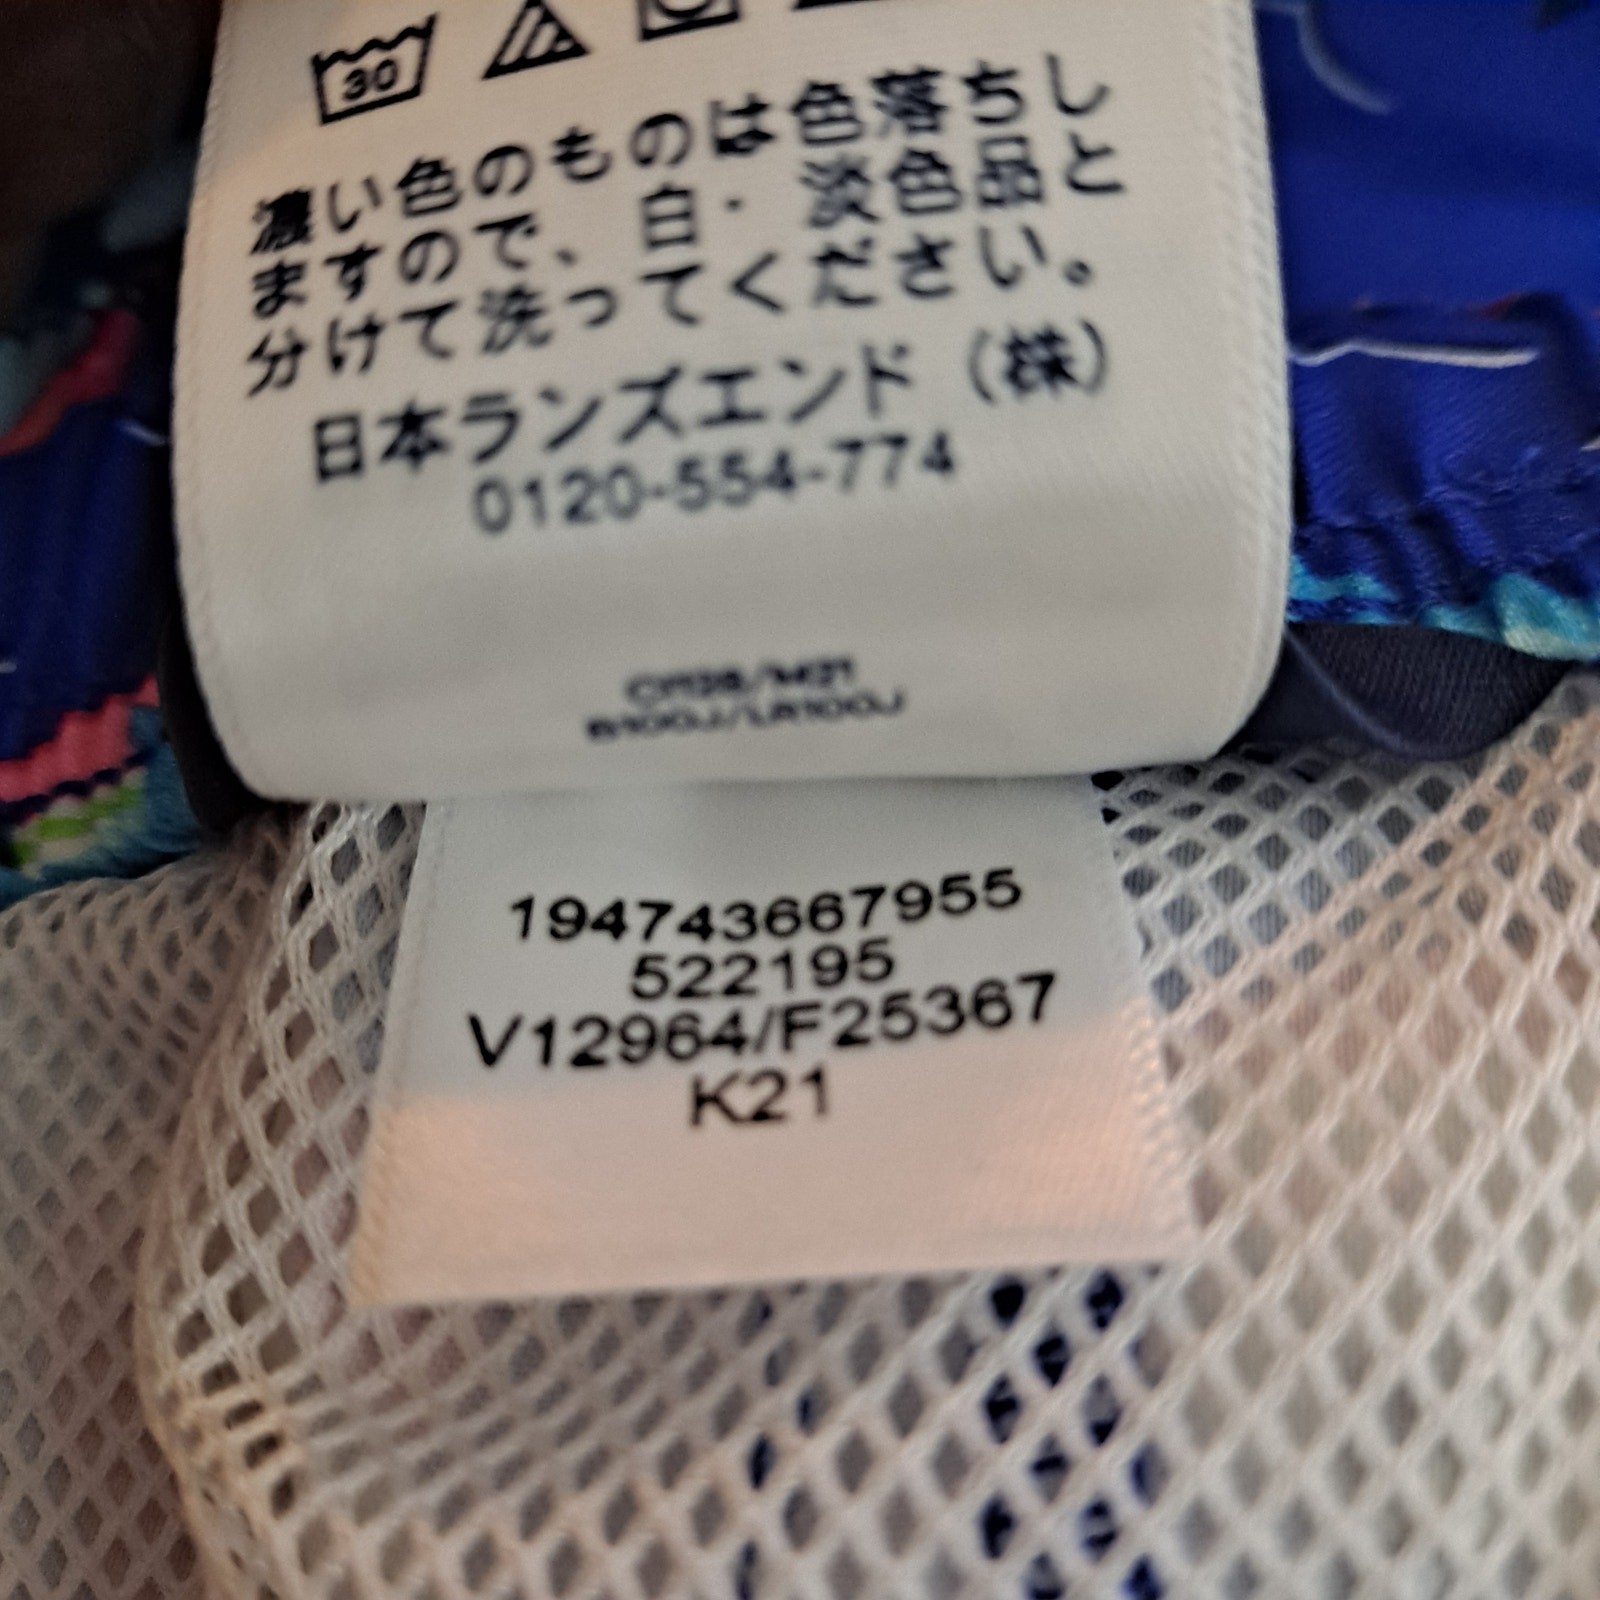 30
濃い色のものは色落ちし
ますので、白・淡色品と
分けて洗ってください。
日本ランズエンド（株）
0120-554-774
194743667955
522195
V12964/F25367
K21